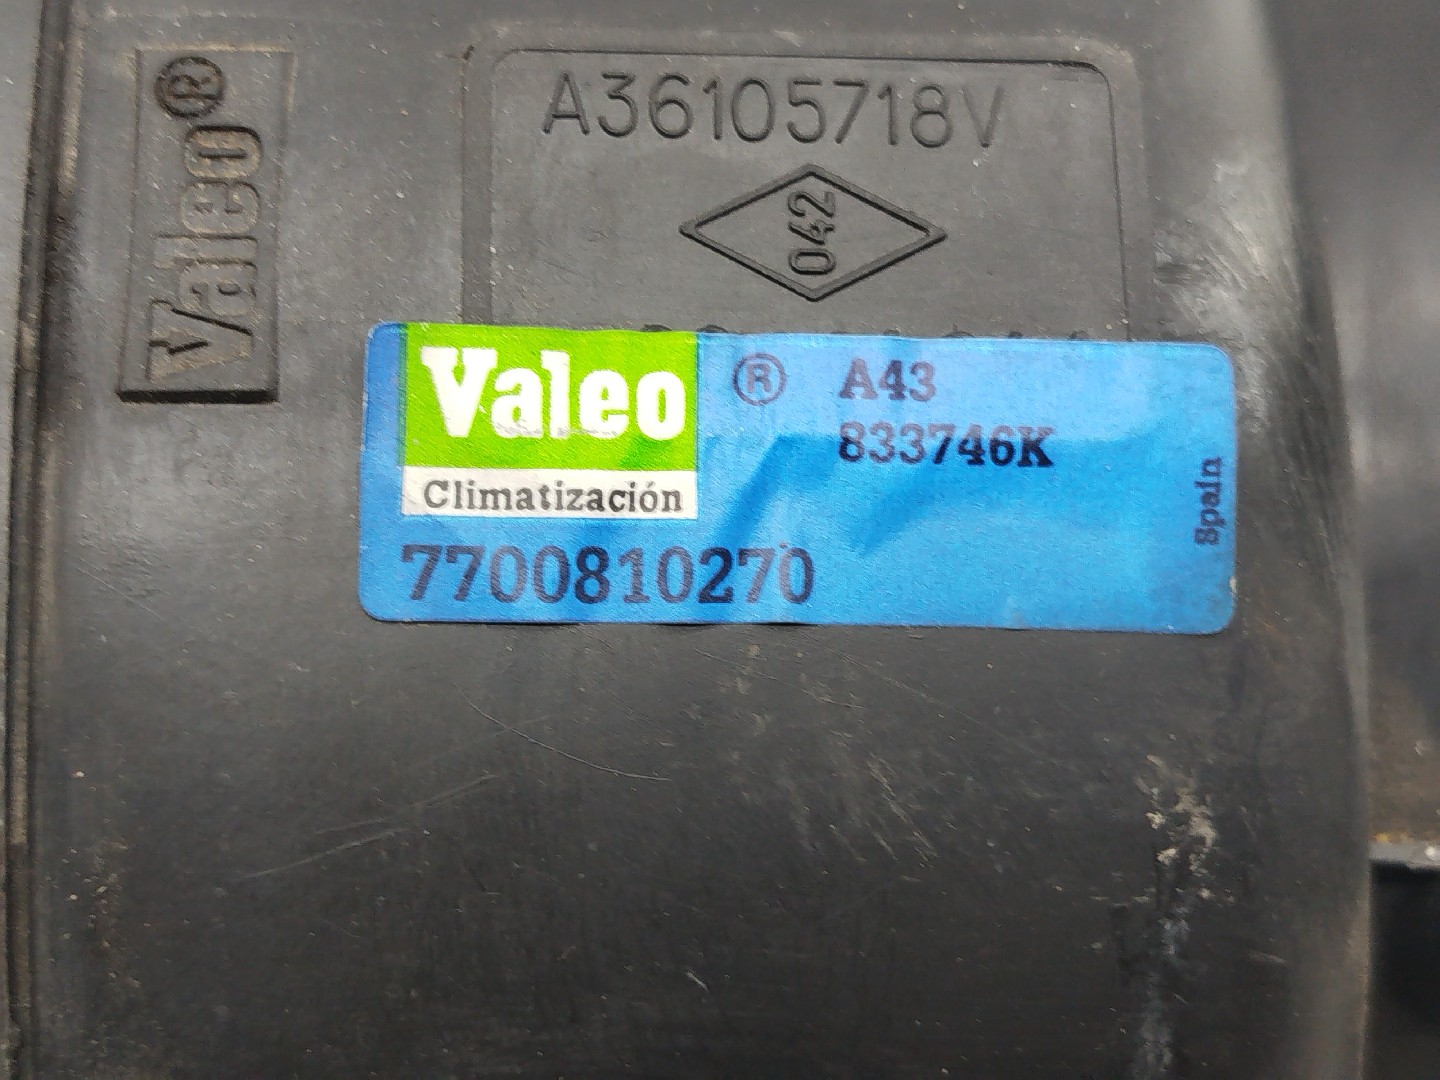 Valeo®
A36105718V
042
Valeo ® A43
833746K
Climatización
7700810270
Spain